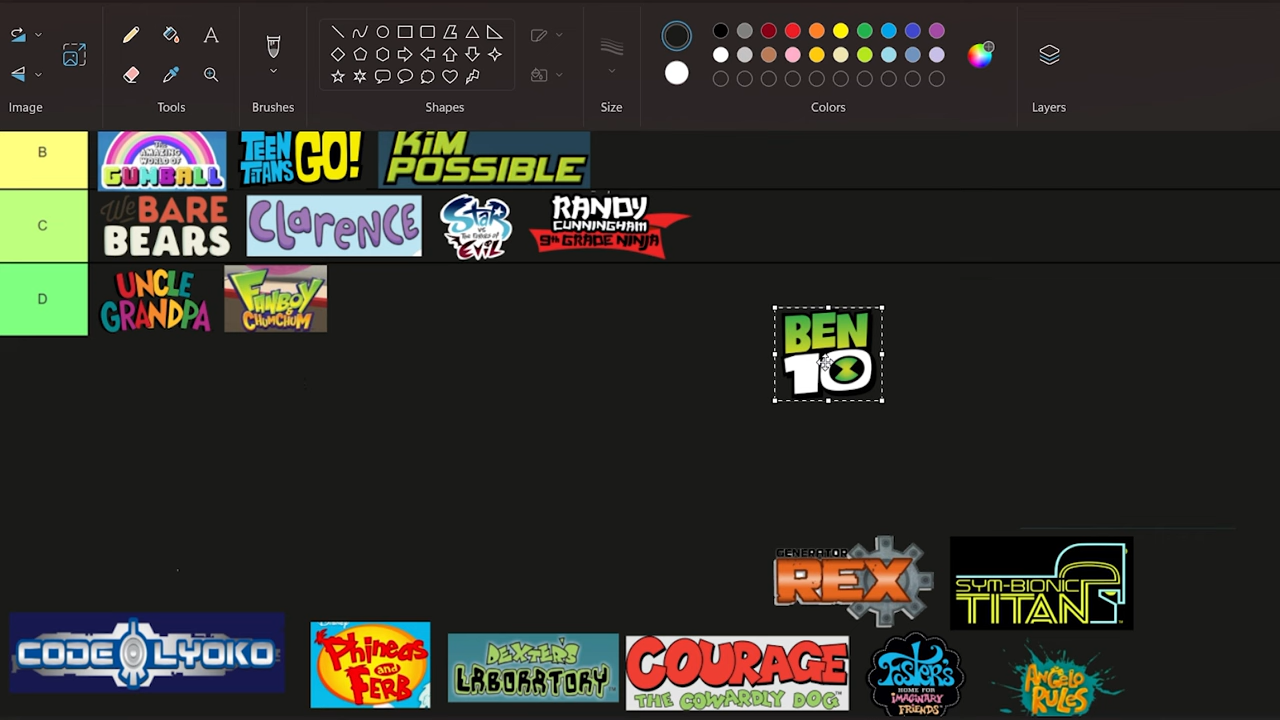 Image
Tools
Brushes
Shapes
Size
Colors
Layers
A
B
THE AMAZING WORLD OF GUMBALL
TEEN TITANS GO!
KiM POSSIBLE
C
We BARE BEARS
CLaRENCE
STaR vs THE FORCES OF EVIL
RANDY CUNNINGHAM 9th GRADE NINJA
D
UNCLE GRANDPA
FANBOY & CHUMCHUM
BEN 10
GENERATOR REX
SYM-BIONIC TITAN
CODE LYOKO
Disney
Phineas and FERB
DEXTER'S LABORATORY
COURAGE THE COWARDLY DOG
Foster's HOME FOR IMAGINARY FRIENDS
ANGELO RULES